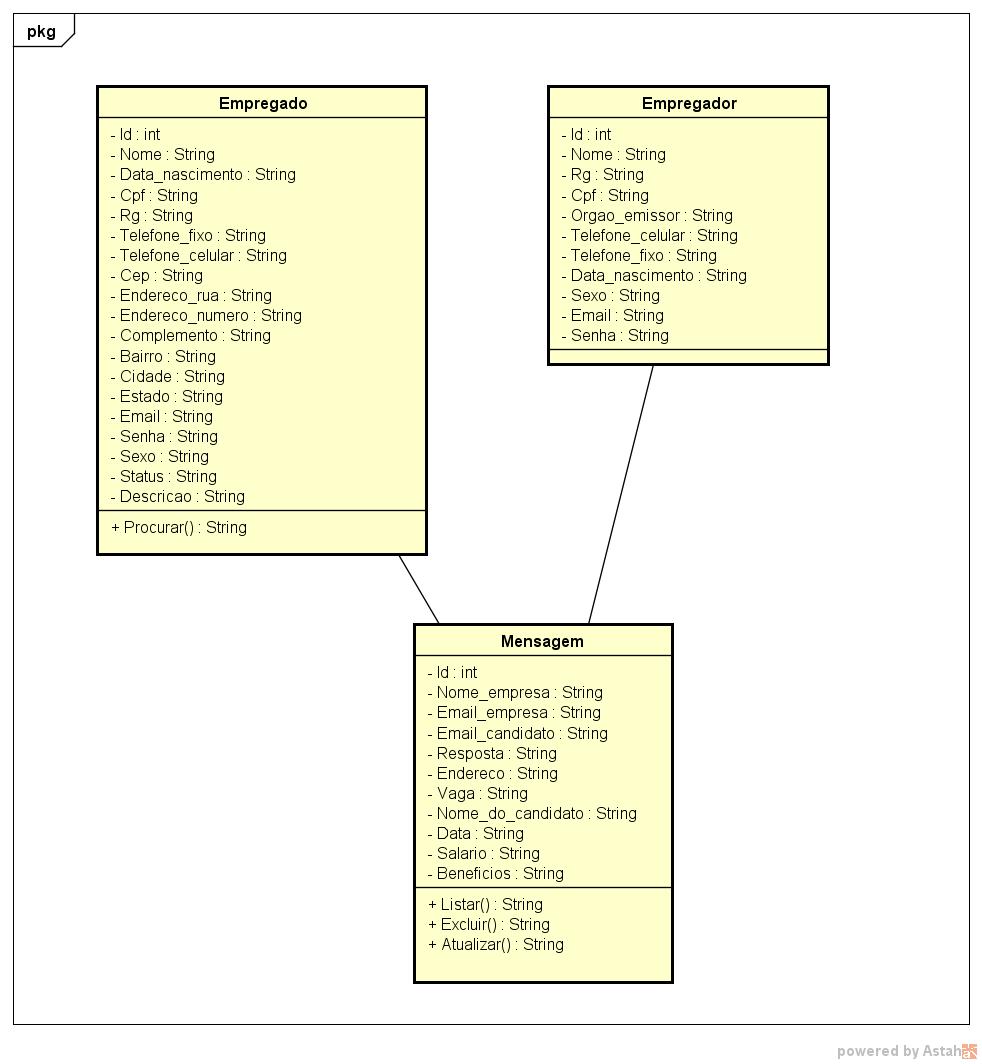 pkg
Empregado
- Id : int
- Nome : String
- Data_nascimento : String
- Cpf : String
- Rg : String
- Telefone_fixo : String
- Telefone_celular : String
- Cep : String
- Endereco_rua : String
- Endereco_numero : String
- Complemento : String
- Bairro : String
- Cidade : String
- Estado : String
- Email : String
- Senha : String
- Sexo : String
- Status : String
- Descricao : String
+ Procurar() : String
Empregador
- Id : int
- Nome : String
- Rg : String
- Cpf : String
- Orgao_emissor : String
- Telefone_celular : String
- Telefone_fixo : String
- Data_nascimento : String
- Sexo : String
- Email : String
- Senha : String
Mensagem
- Id : int
- Nome_empresa : String
- Email_empresa : String
- Email_candidato : String
- Resposta : String
- Endereco : String
- Vaga : String
- Nome_do_candidato : String
- Data : String
- Salario : String
- Beneficios : String
+ Listar() : String
+ Excluir() : String
+ Atualizar() : String
powered by Astah